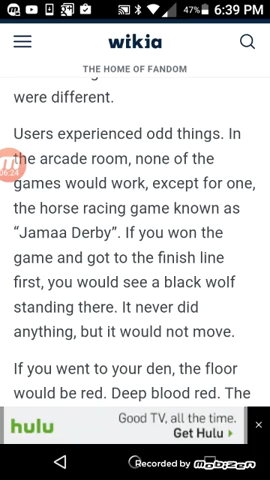 47% 6:39 PM
wikia
THE HOME OF FANDOM
were different.
Users experienced odd things. In
the arcade room, none of the
games would work, except for one,
the horse racing game known as
“Jamaa Derby”. If you won the
game and got to the finish line
first, you would see a black wolf
standing there. It never did
anything, but it would not move.
If you went to your den, the floor
would be red. Deep blood red. The
hulu
Good TV, all the time.
Get Hulu
06:24
Recorded by mobizen